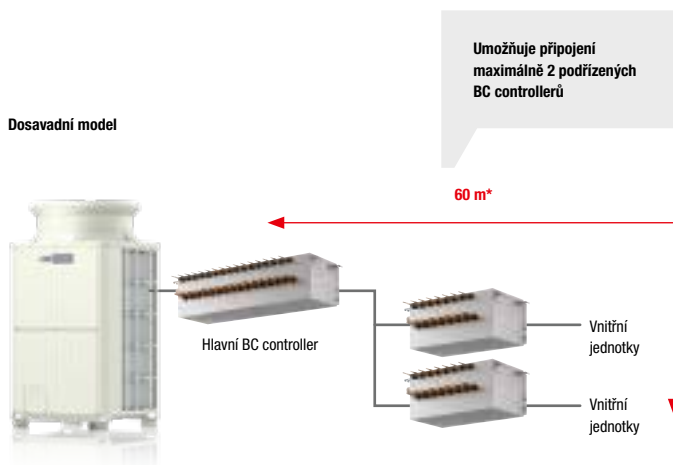 Umožňuje připojení
maximálně 2 podřízených
BC controllerů
Dosavadní model
60 m*
Hlavní BC controller
Vnitřní
jednotky
Vnitřní
jednotky